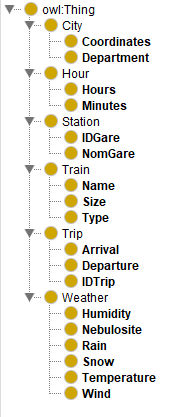 owl:Thing
City
Coordinates
Department
Hour
Hours
Minutes
Station
IDGare
NomGare
Train
Name
Size
Type
Trip
Arrival
Departure
IDTrip
Weather
Humidity
Nebulosite
Rain
Snow
Temperature
Wind